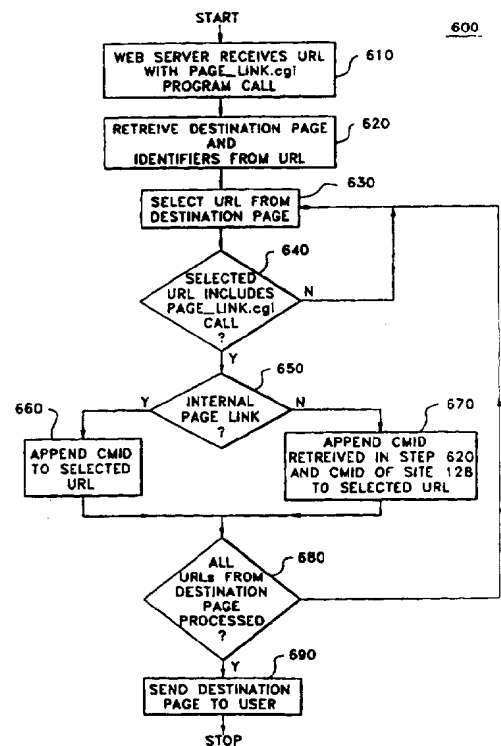 START
600
WEB SERVER RECEIVES URL
WITH PAGE_LINK.cgi
PROGRAM CALL
610
RETREIVE DESTINATION PAGE
AND
IDENTIFIERS FROM URL
620
SELECT URL FROM
DESTINATION PAGE
630
640
SELECTED
URL INCLUDES
PAGE_LINK.cgi
CALL
?
N
Y
650
INTERNAL
PAGE LINK
?
Y
N
660
APPEND CMID
TO SELECTED
URL
670
APPEND CMID
RETREIVED IN STEP 620
AND CMID OF SITE 128
TO SELECTED URL
680
ALL
URLs FROM
DESTINATION
PAGE
PROCESSED
?
Y
690
SEND DESTINATION
PAGE TO USER
STOP